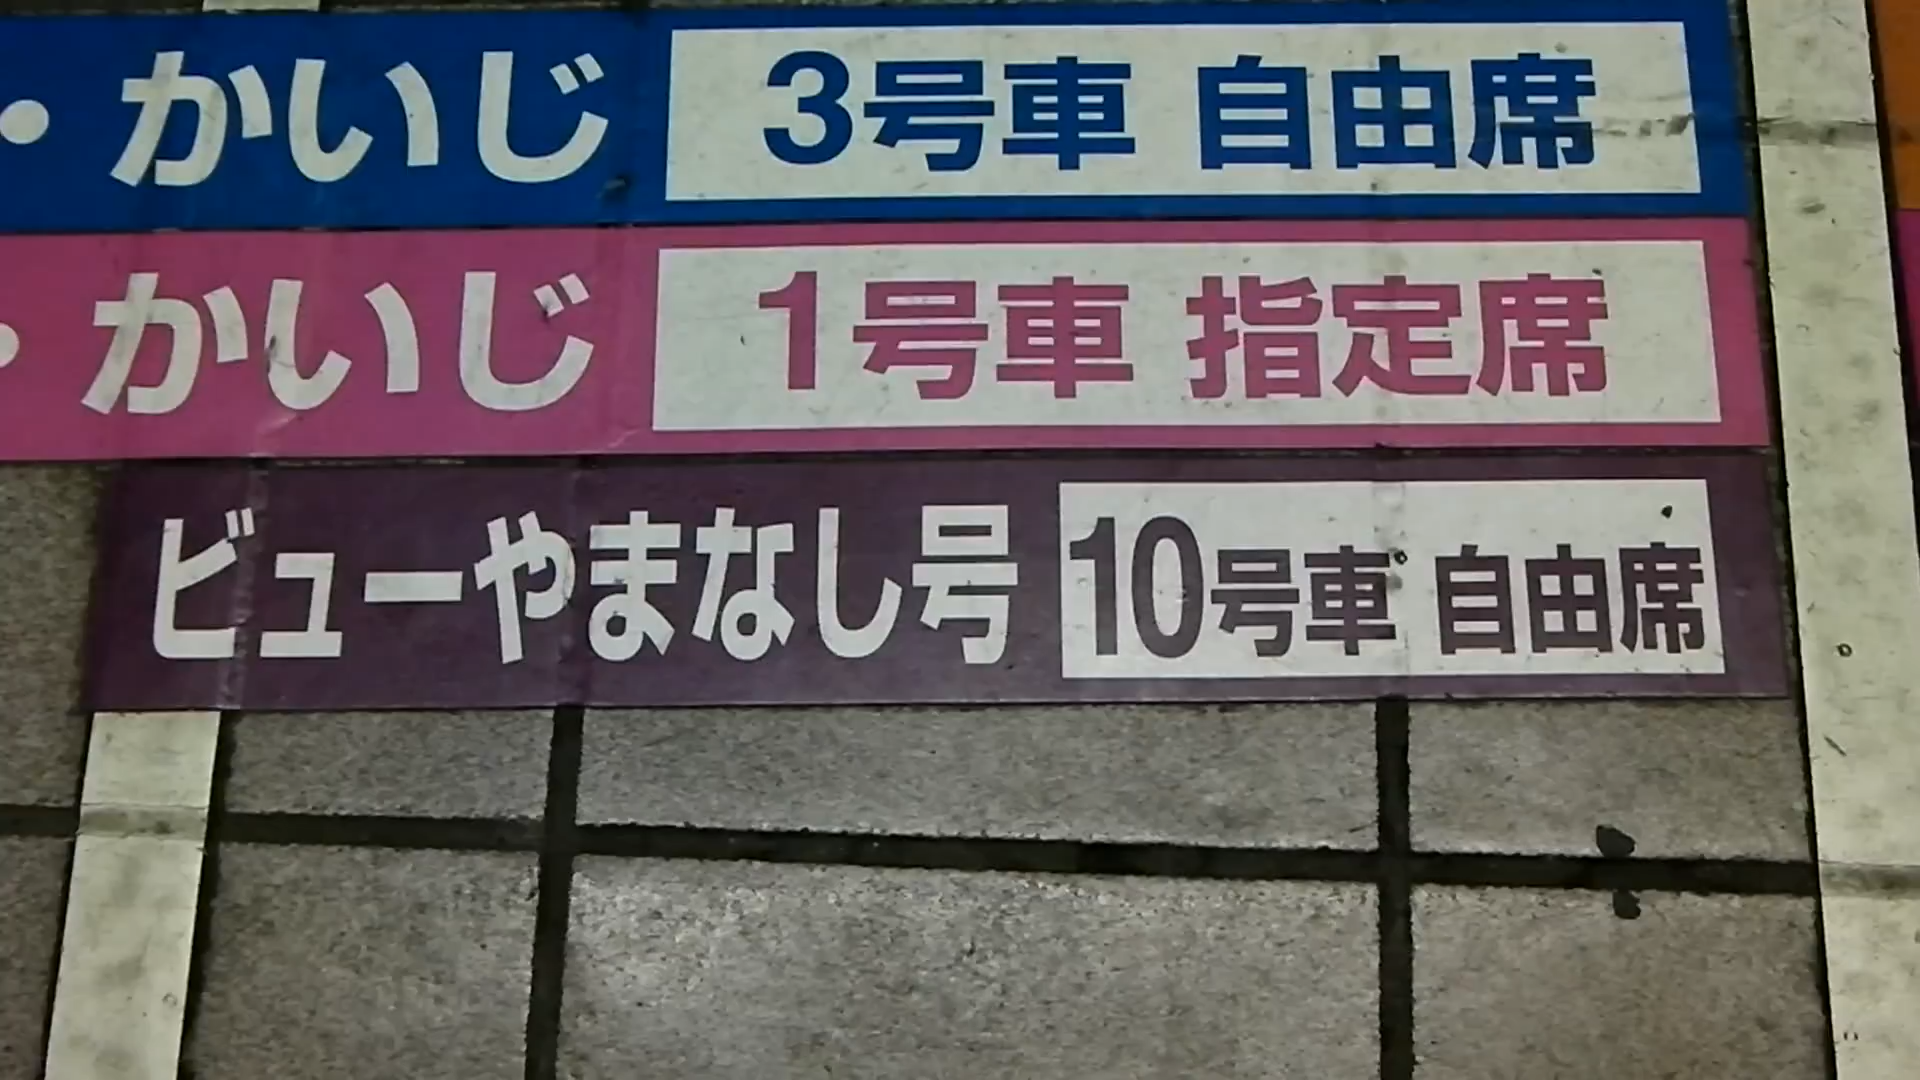 ・かいじ 3号車 自由席
・かいじ 1号車 指定席
ビューやまなし号 10号車 自由席